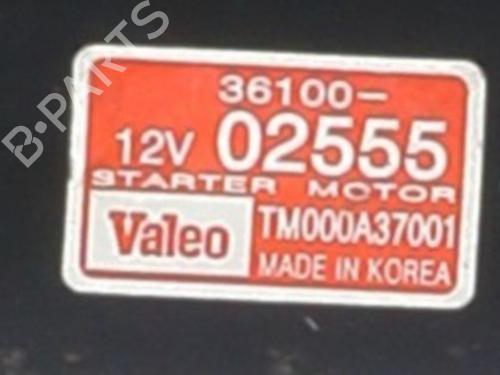 B-PARTS
36100-
12V 02555
STARTER MOTOR
Valeo TM000A37001
MADE IN KOREA